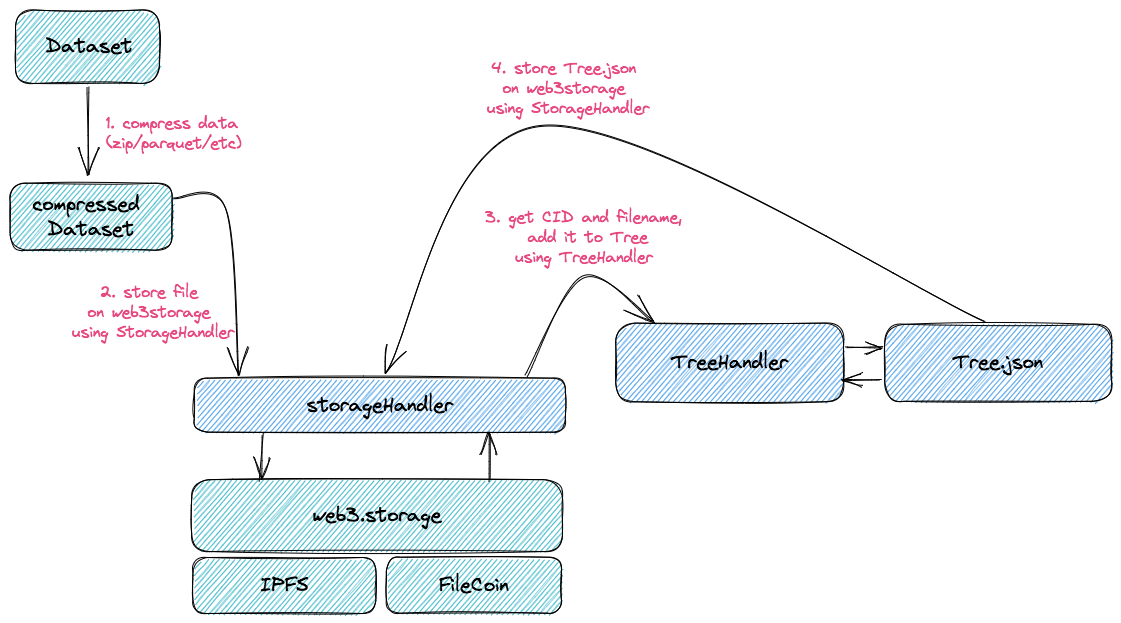 Dataset
1. compress data
(zip/parquet/etc)
compressed
Dataset
2. store file
on web3storage
using StorageHandler
4. store Tree.json
on web3storage
using StorageHandler
3. get CID and filename,
add it to Tree
using TreeHandler
TreeHandler
Tree.json
storageHandler
web3.storage
IPFS
FileCoin